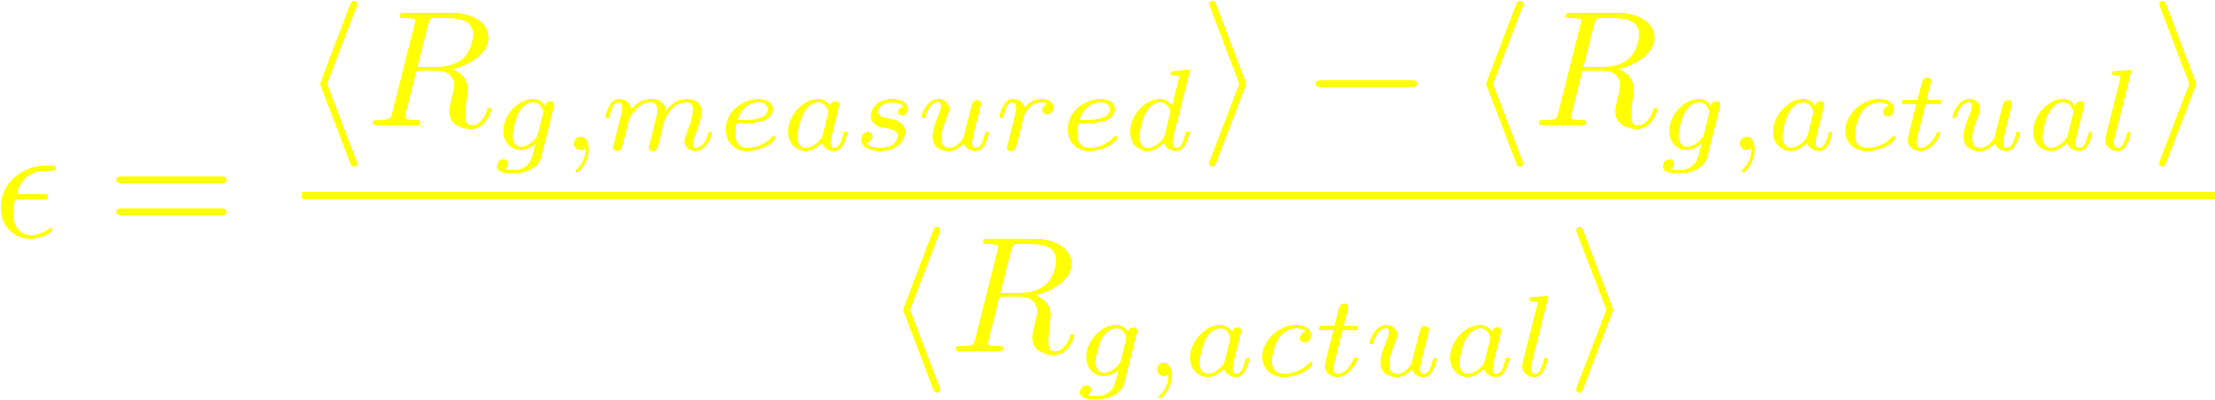 ⟨R_{g,measured}⟩ − ⟨R_{g,actual}⟩
ϵ =
⟨R_{g,actual}⟩